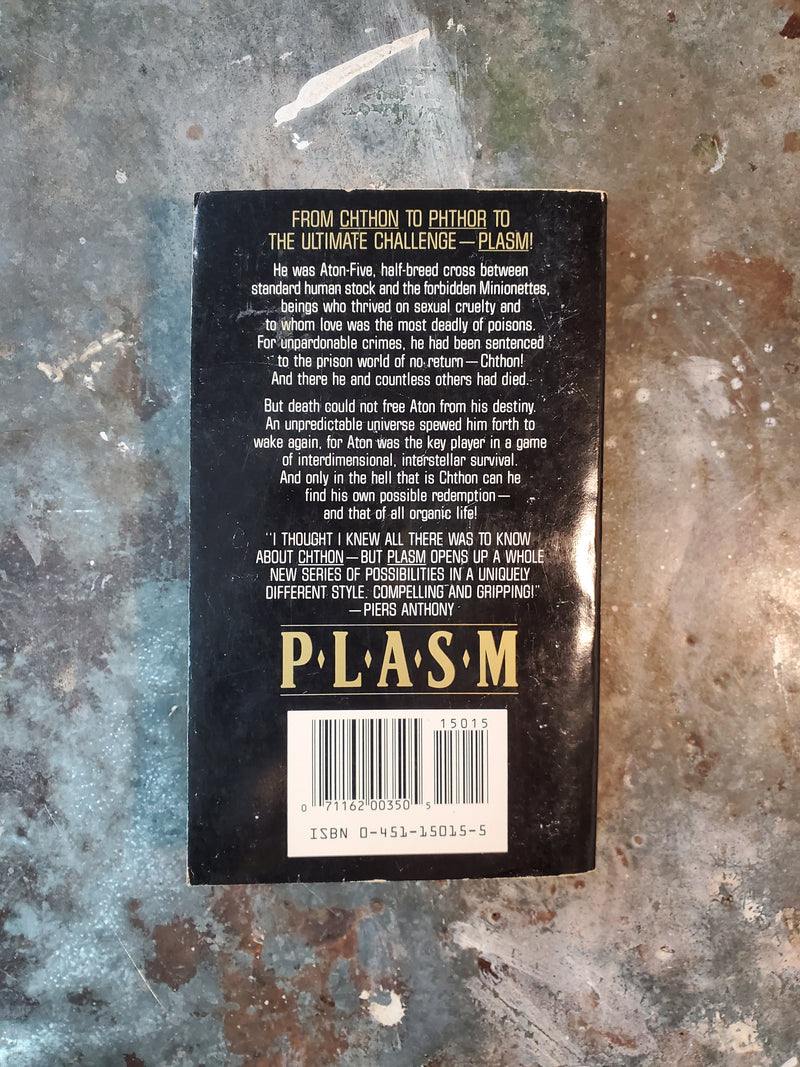 FROM CHTHON TO PHTHOR TO
THE ULTIMATE CHALLENGE—PLASM!
He was Aton-Five, half-breed cross between
standard human stock and the forbidden Minionettes,
beings who thrived on sexual cruelty and
to whom love was the most deadly of poisons.
For unpardonable crimes, he had been sentenced
to the prison world of no return—Chthon!
And there he and countless others had died.
But death could not free Aton from his destiny.
An unpredictable universe spewed him forth to
wake again, for Aton was the key player in a game
of interdimensional, interstellar survival.
And only in the hell that is Chthon can he
find his own possible redemption—
and that of all organic life!
"I THOUGHT I KNEW ALL THERE WAS TO KNOW
ABOUT CHTHON—BUT PLASM OPENS UP A WHOLE
NEW SERIES OF POSSIBILITIES IN A UNIQUELY
DIFFERENT STYLE. COMPELLING AND GRIPPING!"
—PIERS ANTHONY
P·L·A·S·M
15015
0 71162 00350 5
ISBN 0-451-15015-5